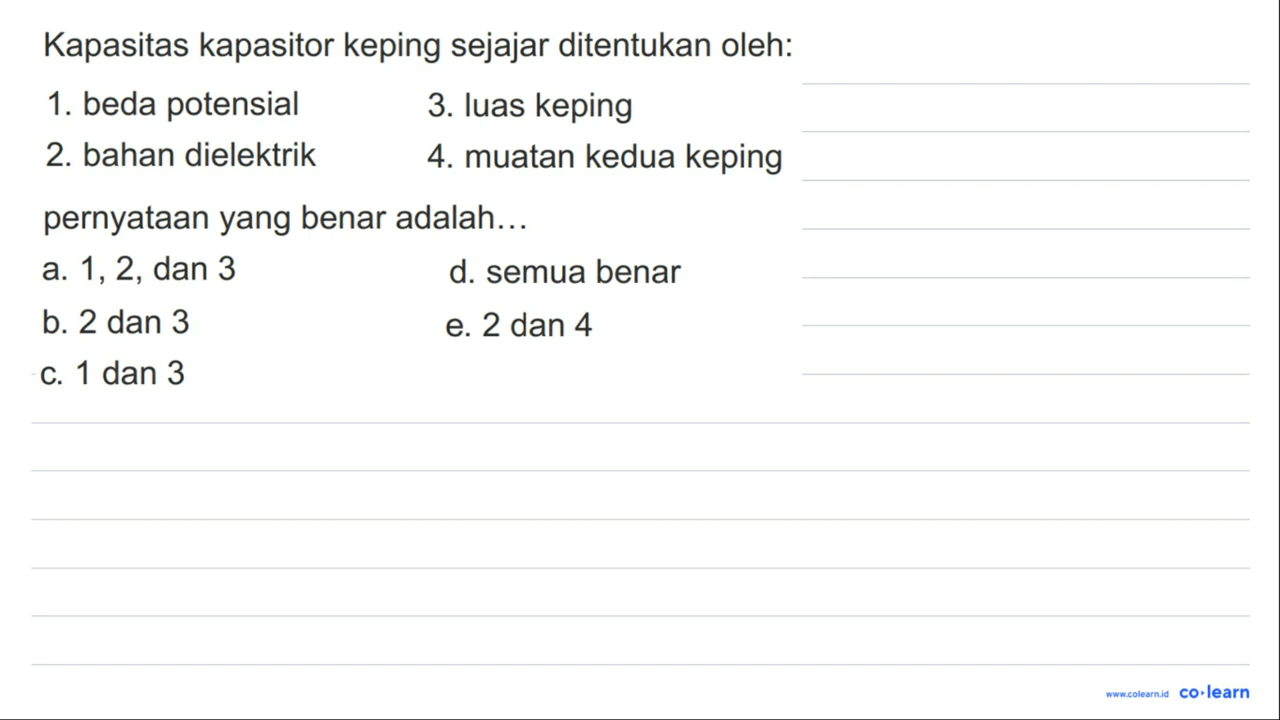 Kapasitas kapasitor keping sejajar ditentukan oleh:
1. beda potensial 3. luas keping
2. bahan dielektrik 4. muatan kedua keping
pernyataan yang benar adalah...
a. 1, 2, dan 3 d. semua benar
b. 2 dan 3 e. 2 dan 4
c. 1 dan 3
www.colearn.id co·learn